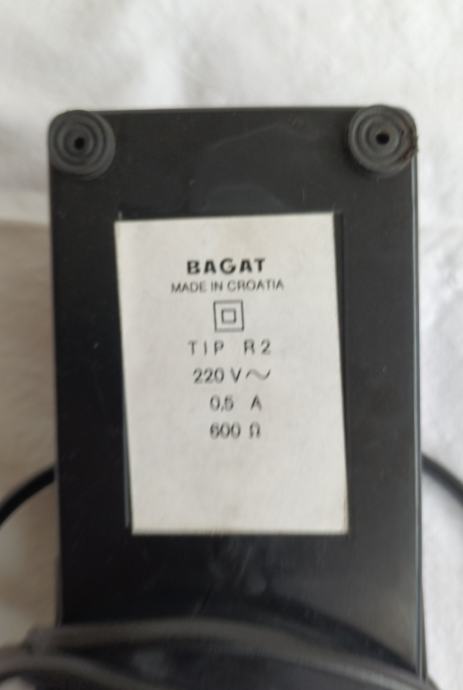 BAGAT
MADE IN CROATIA
TIP R2
220 V~
0,5 A
600 Ω